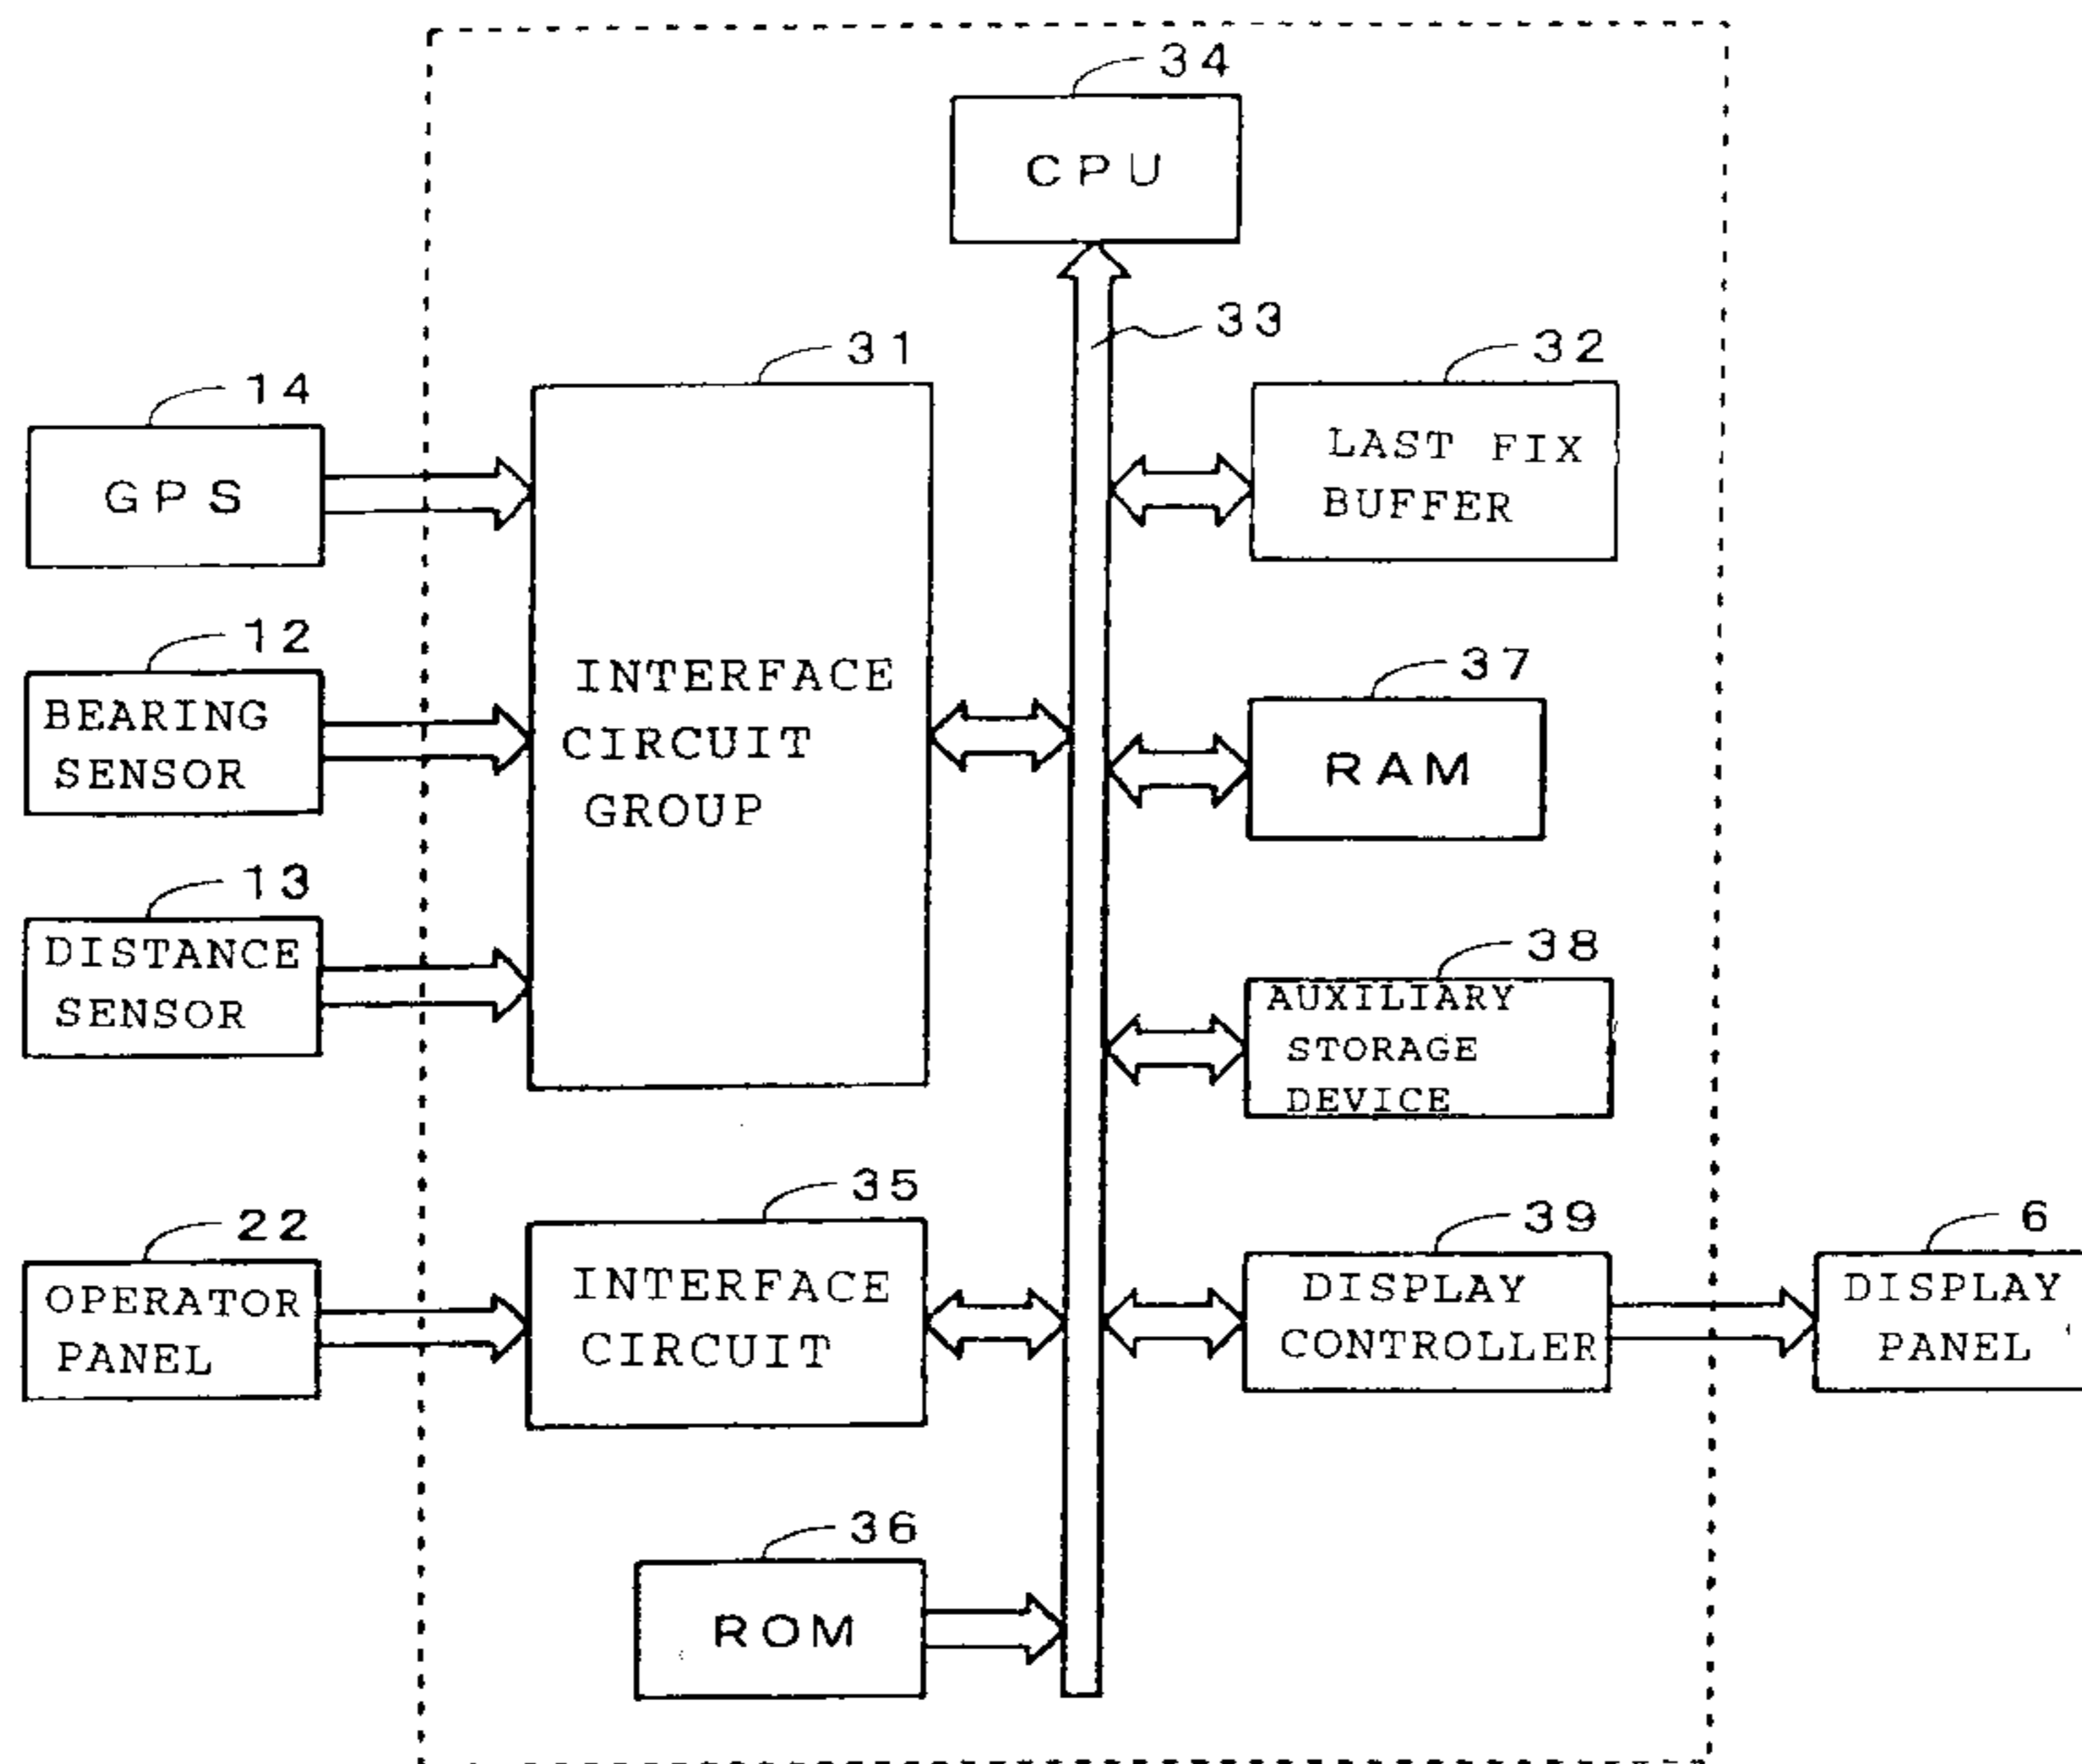 34
CPU
33
31
32
14
LAST FIX
BUFFER
GPS
12
37
INTERFACE
CIRCUIT
GROUP
BEARING
SENSOR
RAM
13
38
DISTANCE
SENSOR
AUXILIARY
STORAGE
DEVICE
35
22
39
6
OPERATOR
PANEL
INTERFACE
CIRCUIT
DISPLAY
CONTROLLER
DISPLAY
PANEL
36
ROM